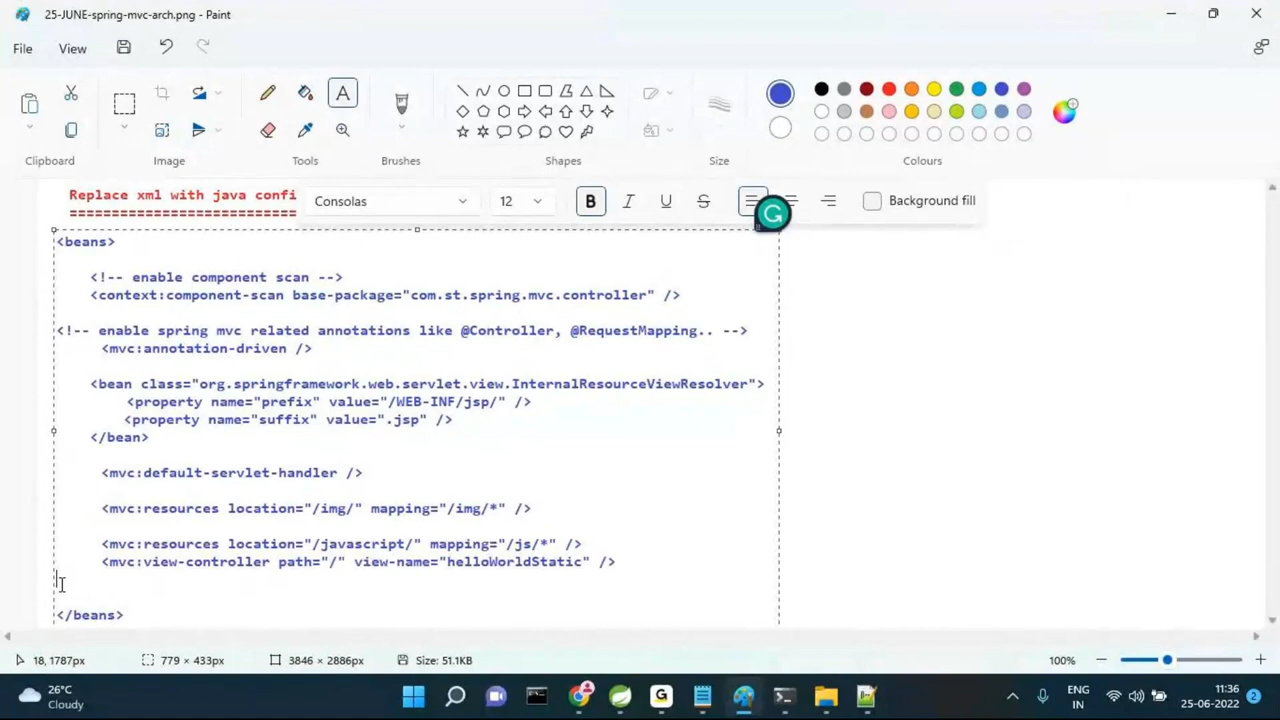 25-JUNE-spring-mvc-arch.png - Paint
File View
Clipboard Image Tools Brushes Shapes Size Colours
Replace xml with java confi
=============================
Consolas 12 B I U S Background fill
<beans>
<!-- enable component scan -->
<context:component-scan base-package="com.st.spring.mvc.controller" />
<!-- enable spring mvc related annotations like @Controller, @RequestMapping.. -->
<mvc:annotation-driven />
<bean class="org.springframework.web.servlet.view.InternalResourceViewResolver">
<property name="prefix" value="/WEB-INF/jsp/" />
<property name="suffix" value=".jsp" />
</bean>
<mvc:default-servlet-handler />
<mvc:resources location="/img/" mapping="/img/*" />
<mvc:resources location="/javascript/" mapping="/js/*" />
<mvc:view-controller path="/" view-name="helloWorldStatic" />
</beans>
18, 1787px 779 × 433px 3846 × 2886px Size: 51.1KB 100%
26°C
Cloudy
ENG
IN
11:36
25-06-2022
2